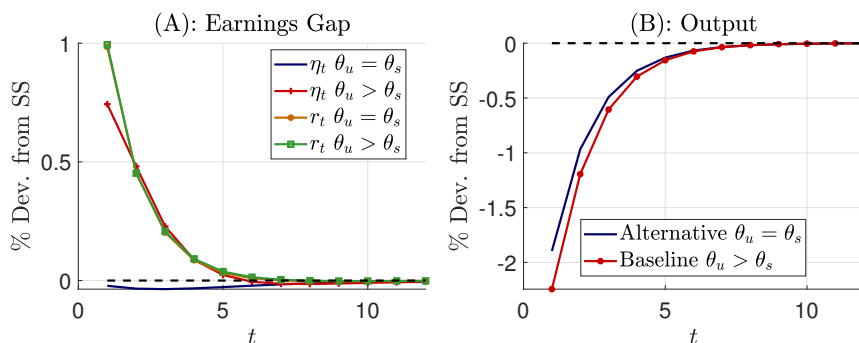 (A): Earnings Gap
% Dev. from SS
1
0.5
0
0
5
10
t
η_t θ_u = θ_s
η_t θ_u > θ_s
r_t θ_u = θ_s
r_t θ_u > θ_s
(B): Output
% Dev. from SS
0
-0.5
-1
-1.5
-2
0
5
10
t
Alternative θ_u = θ_s
Baseline θ_u > θ_s